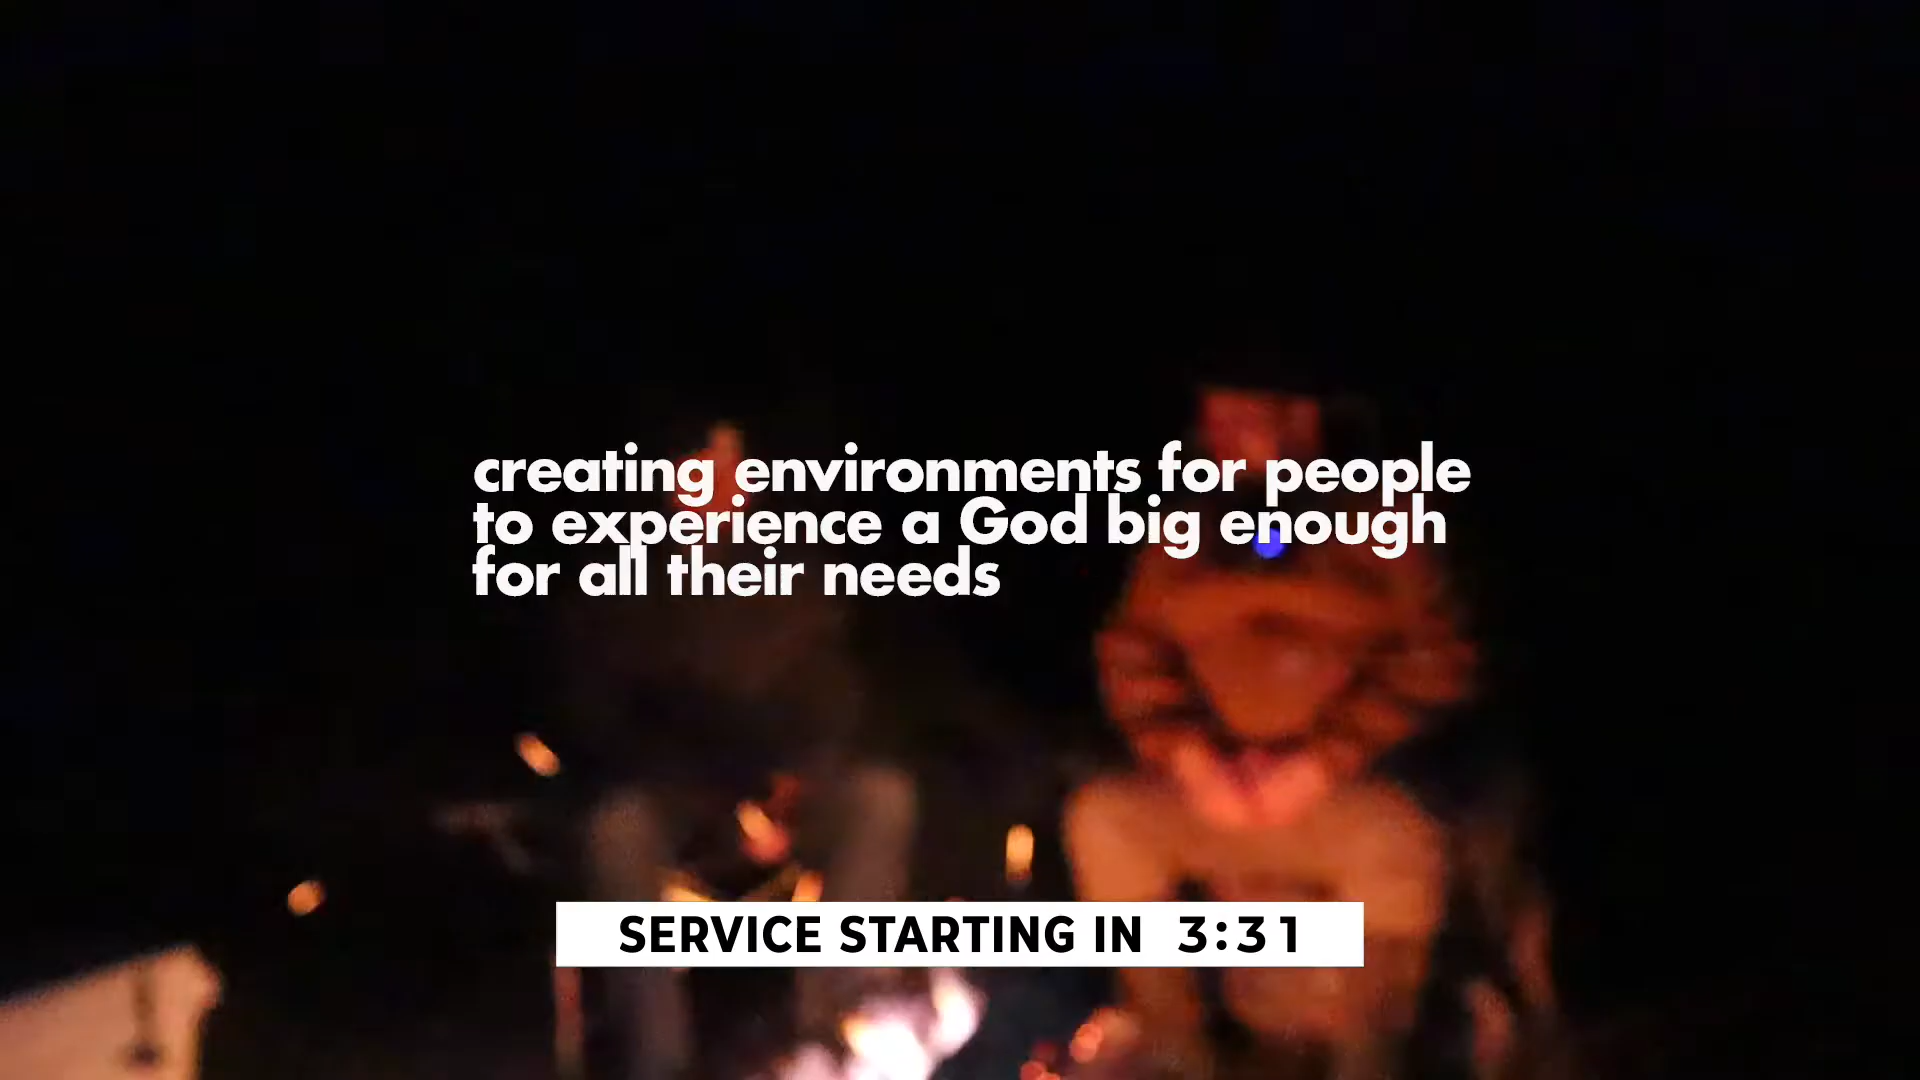 creating environments for people
to experience a God big enough
for all their needs
SERVICE STARTING IN 3:31